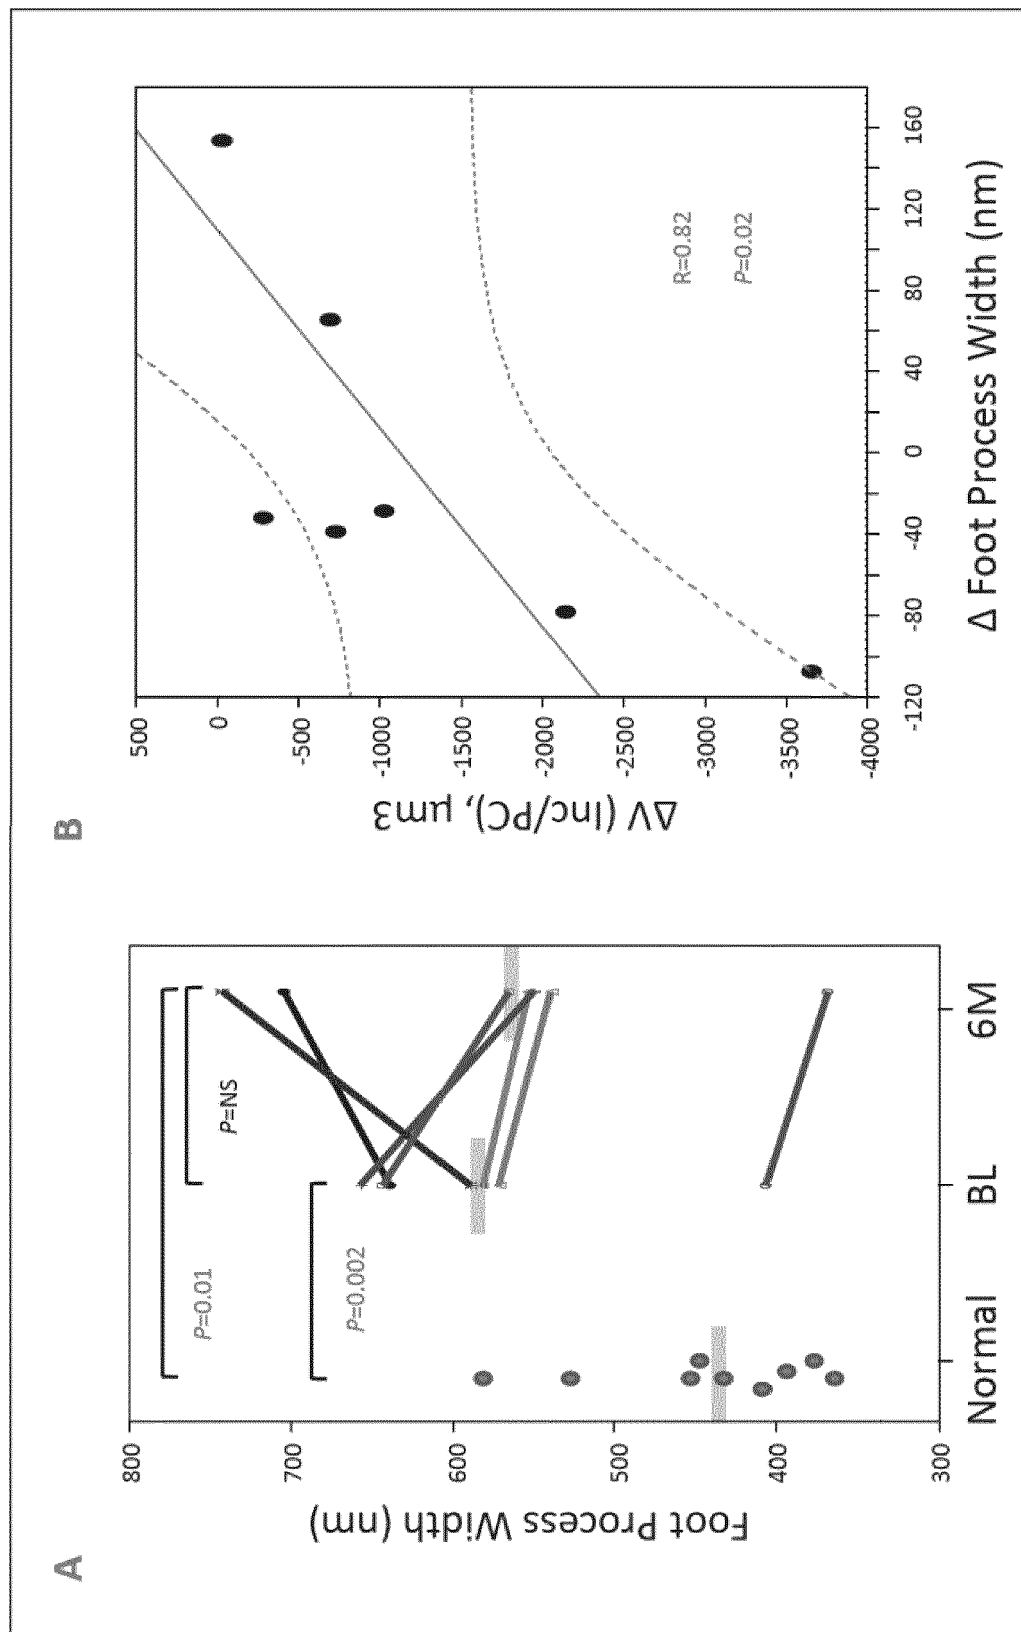 A
Foot Process Width (nm)
800
700
600
500
400
300
P=0.01
P=NS
P=0.002
Normal
BL
6M
B
ΔV (Inc/PC), μm3
500
0
-500
-1000
-1500
-2000
-2500
-3000
-3500
-4000
R=0.82
P=0.02
-120
-80
-40
0
40
80
120
160
Δ Foot Process Width (nm)